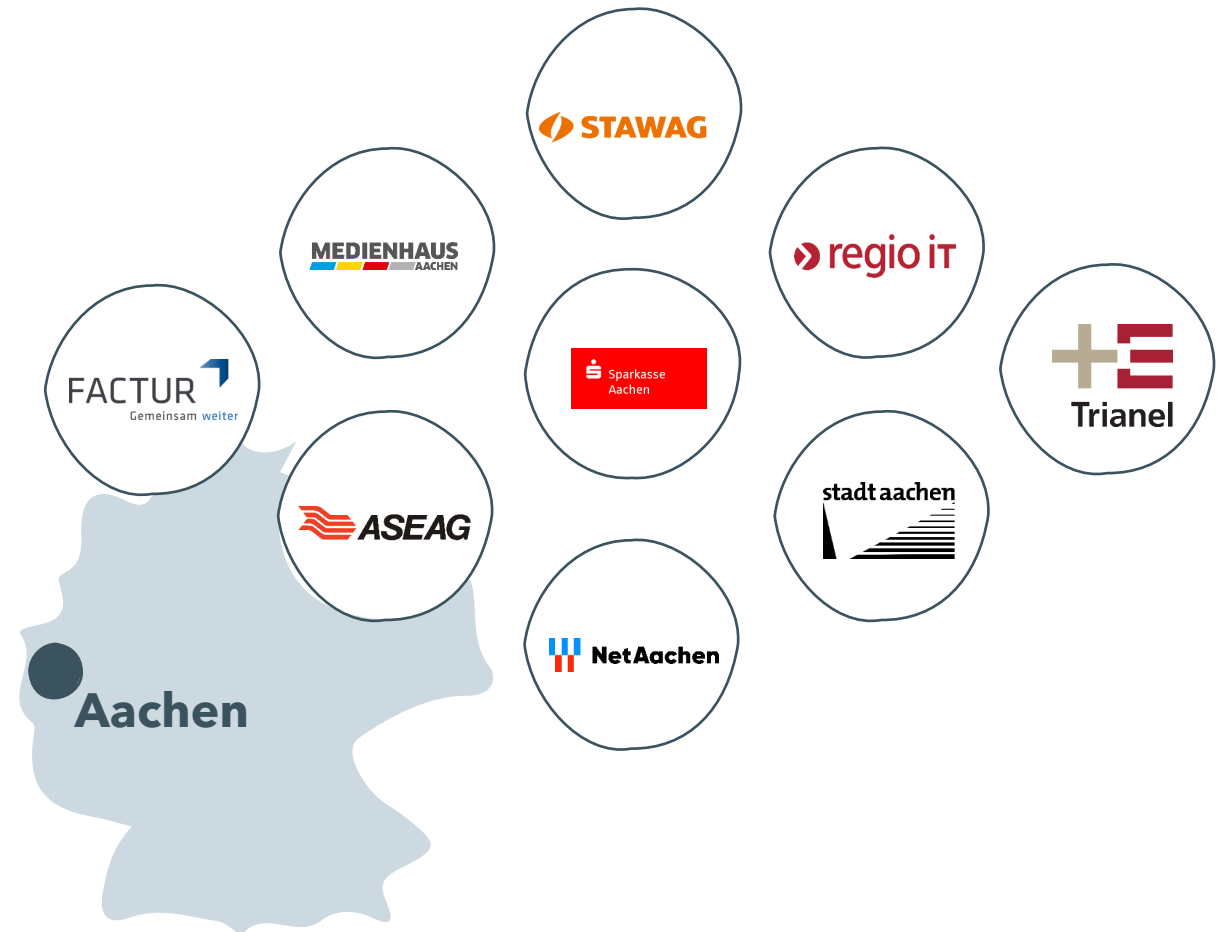 STAWAG
MEDIENHAUS
AACHEN
regio iT
FACTUR
Gemeinsam weiter
Sparkasse
Aachen
Trianel
ASEAG
stadt aachen
NetAachen
Aachen